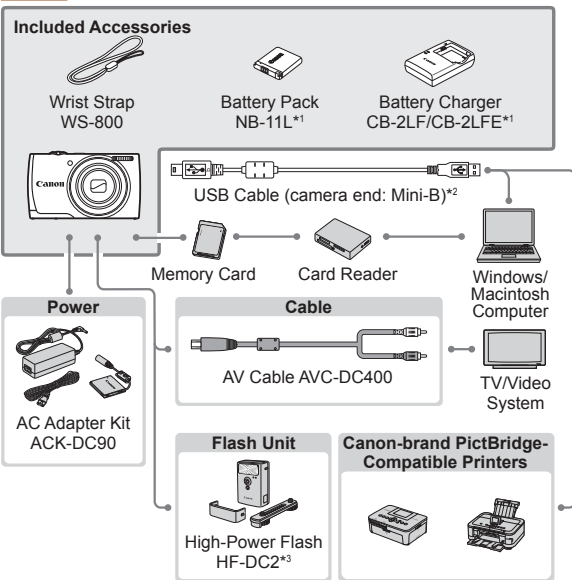 Included Accessories
Wrist Strap
WS-800
Battery Pack
NB-11L*1
Battery Charger
CB-2LF/CB-2LFE*1
Canon
USB Cable (camera end: Mini-B)*2
Memory Card
Card Reader
Windows/
Macintosh
Computer
Power
AC Adapter Kit
ACK-DC90
Cable
AV Cable AVC-DC400
TV/Video
System
Flash Unit
High-Power Flash
HF-DC2*3
Canon-brand PictBridge-
Compatible Printers